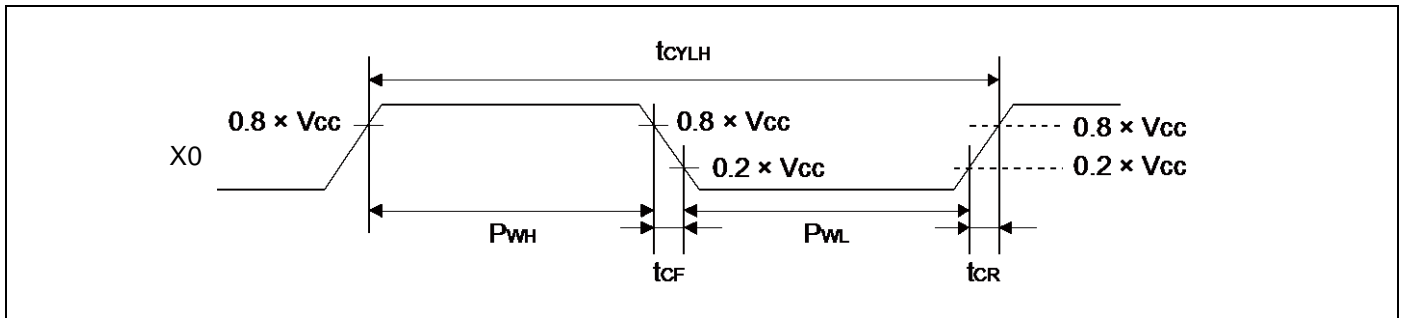 tCYLH
0.8 × Vcc
0.8 × Vcc
0.8 × Vcc
X0
0.2 × Vcc
0.2 × Vcc
PWH
PWL
tCF
tCR